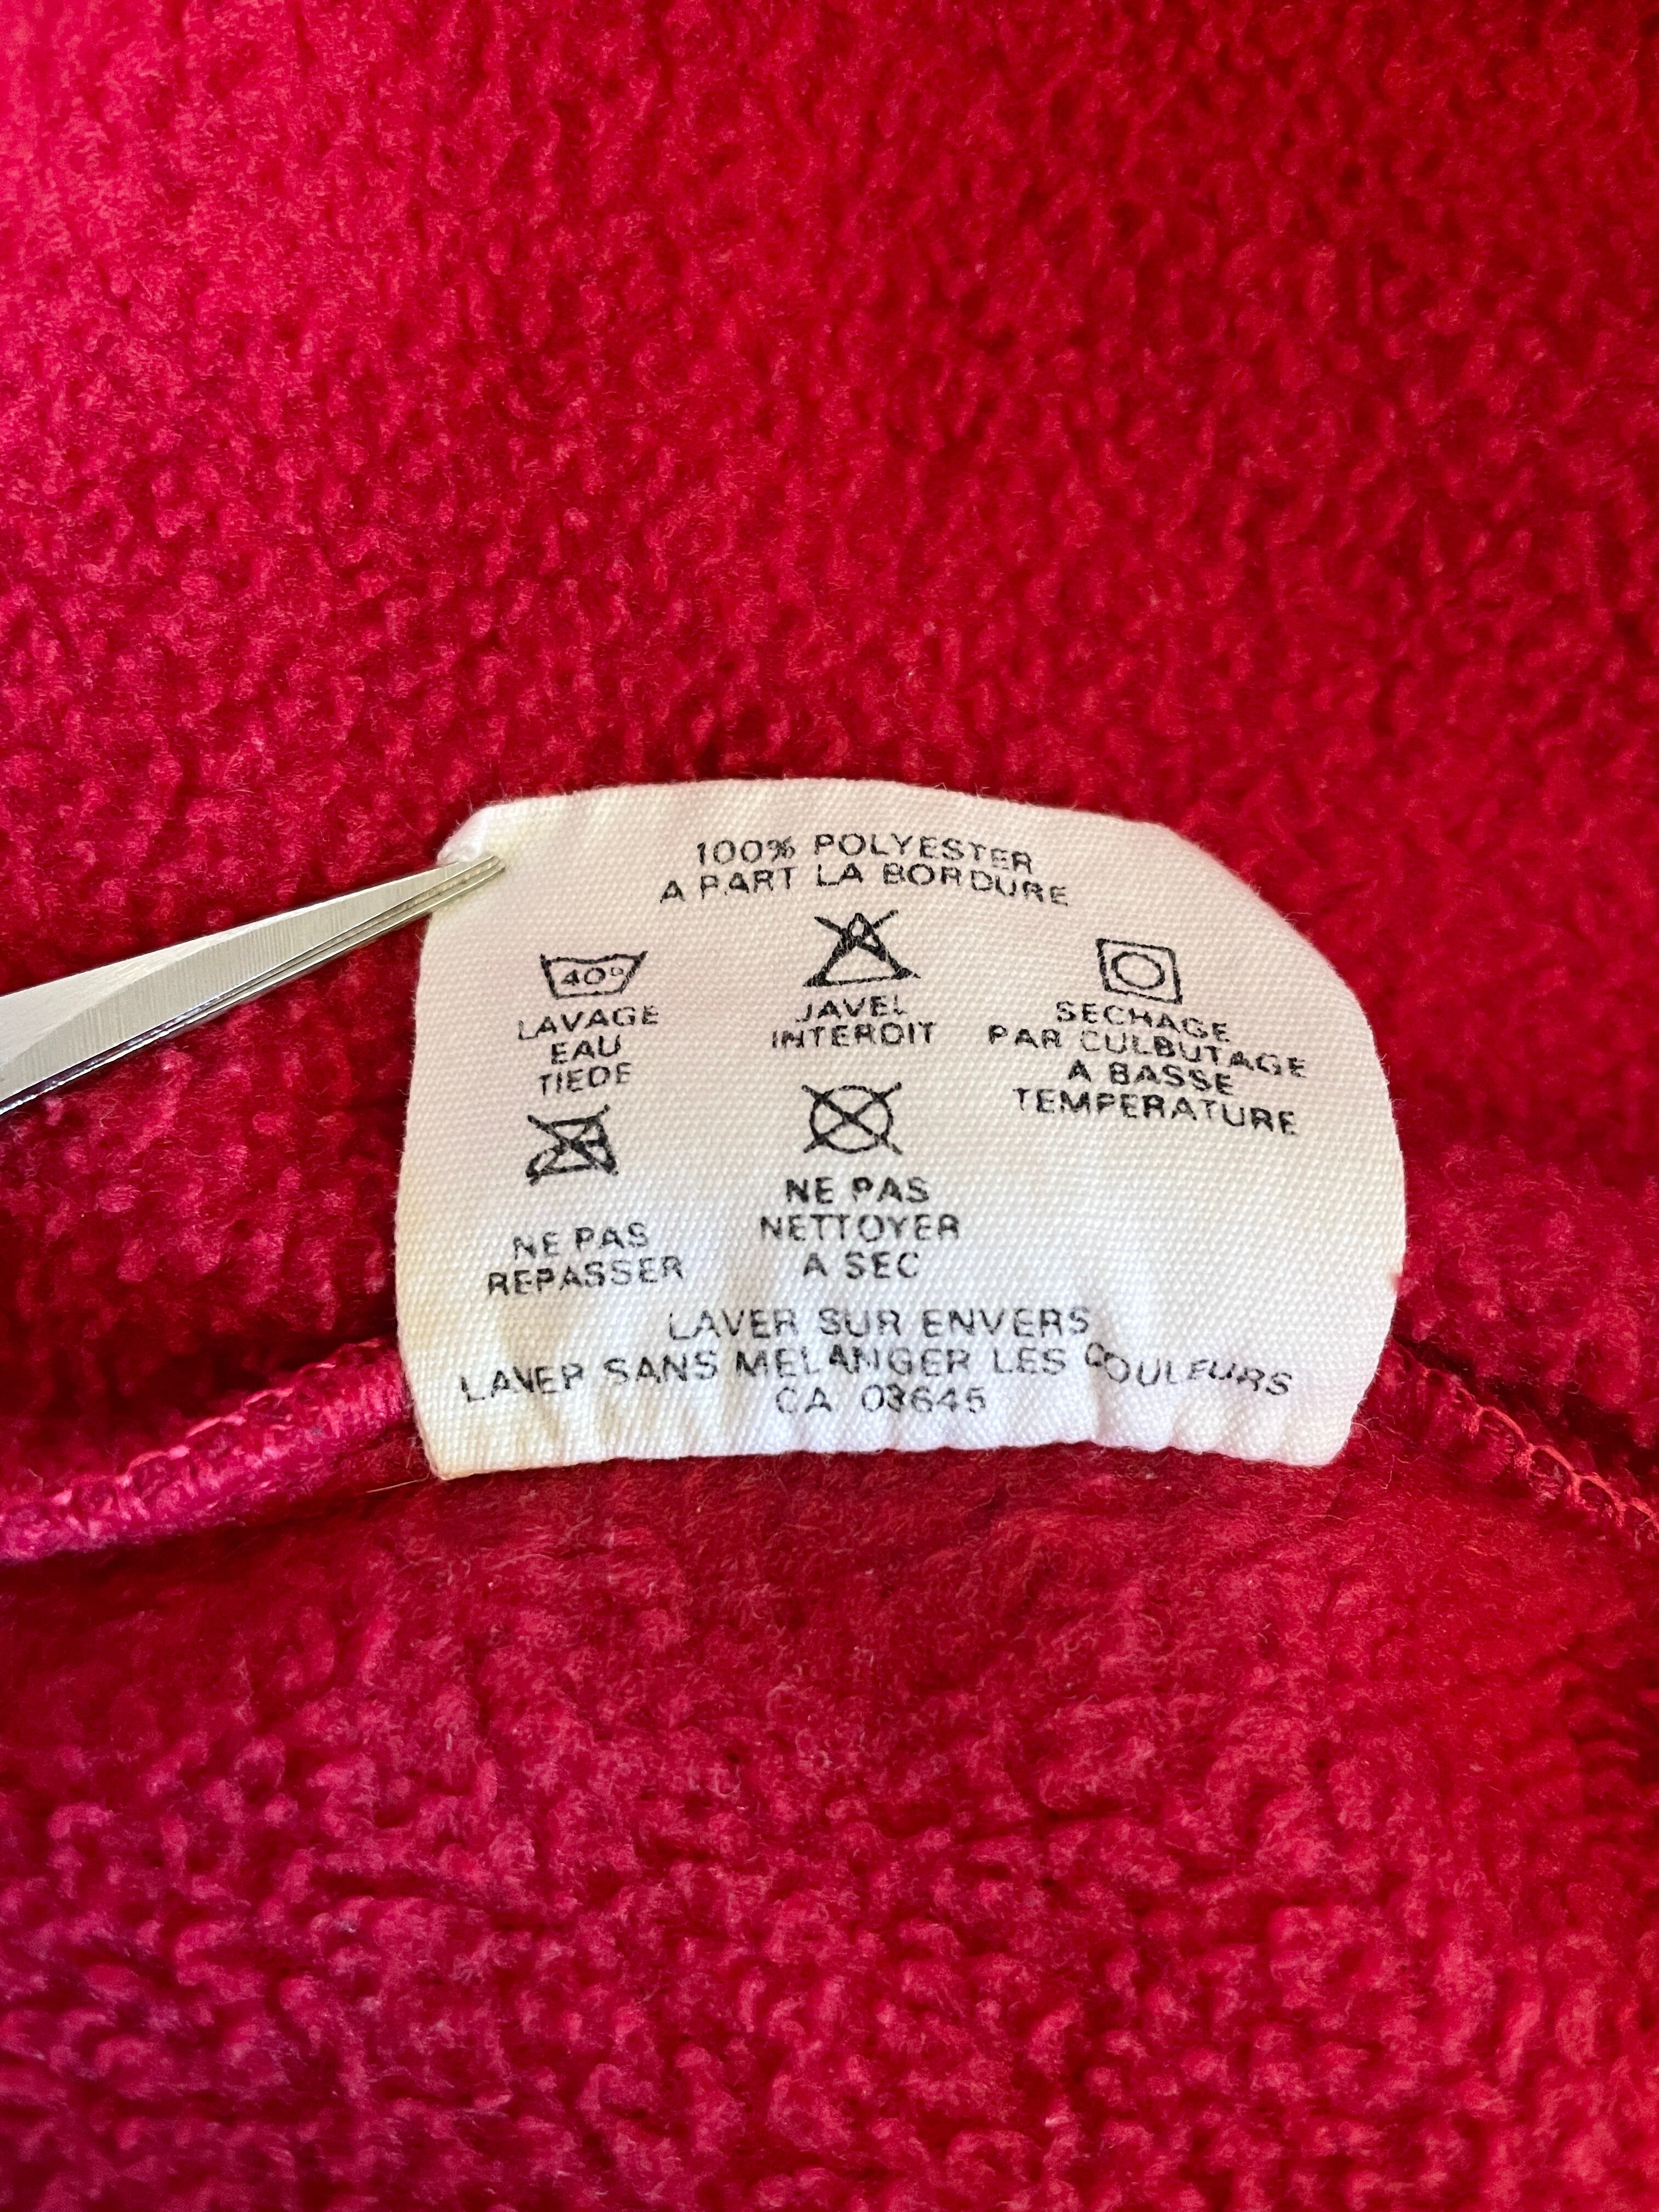 100% POLYESTER
A PART LA BORDURE
40°
LAVAGE
EAU
TIEDE
JAVEL
INTERDIT
SECHAGE
PAR CULBUTAGE
A BASSE
TEMPERATURE
NE PAS
REPASSER
NE PAS
NETTOYER
A SEC
LAVER SUR ENVERS
LAVER SANS MELANGER LES COULEURS
CA 03645